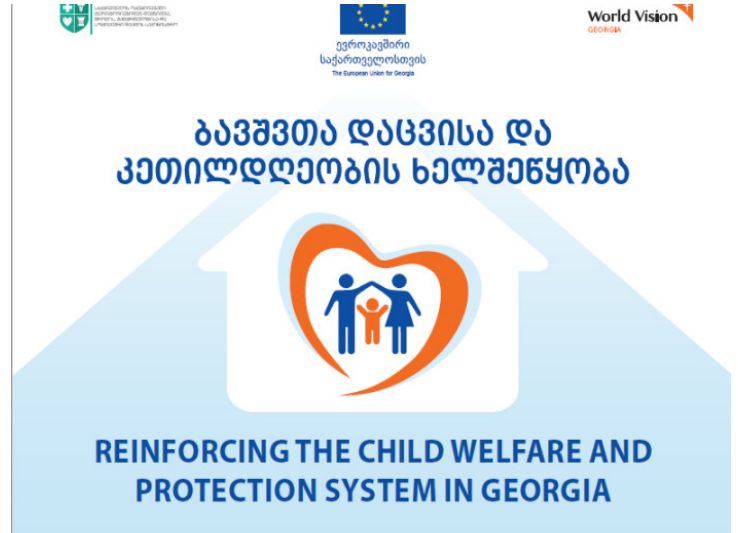 ევროკავშირი
საქართველოსთვის
The European Union for Georgia
World Vision
GEORGIA
ბავშვთა დაცვისა და
კეთილდღეობის ხელშეწყობა
REINFORCING THE CHILD WELFARE AND
PROTECTION SYSTEM IN GEORGIA